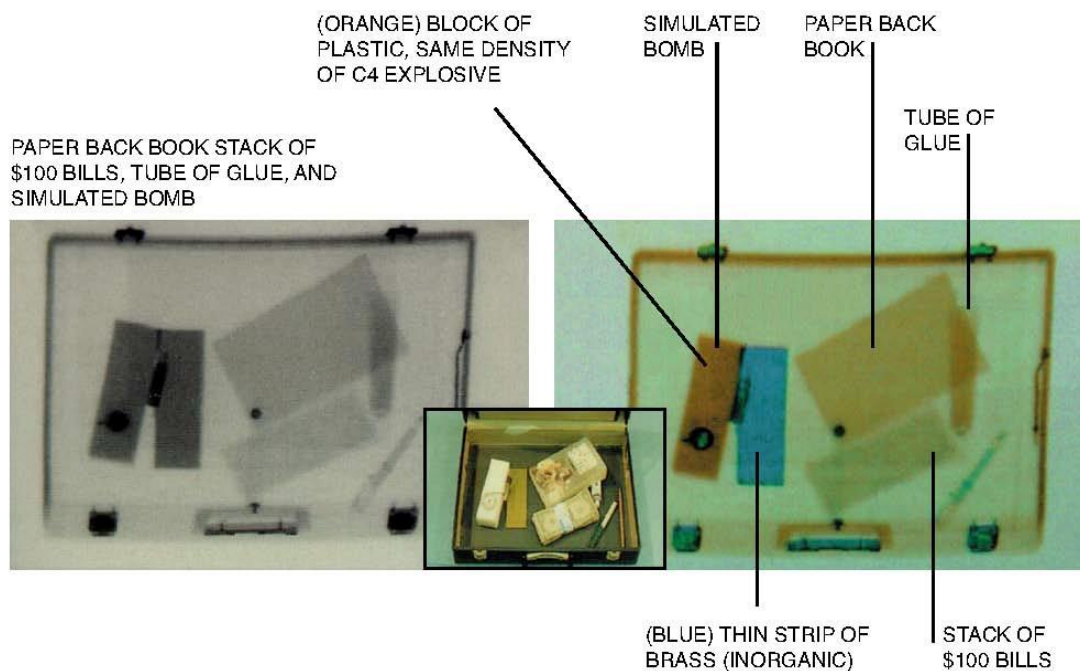 (ORANGE) BLOCK OF
PLASTIC, SAME DENSITY
OF C4 EXPLOSIVE
SIMULATED
BOMB
PAPER BACK
BOOK
TUBE OF
GLUE
PAPER BACK BOOK STACK OF
$100 BILLS, TUBE OF GLUE, AND
SIMULATED BOMB
(BLUE) THIN STRIP OF
BRASS (INORGANIC)
STACK OF
$100 BILLS